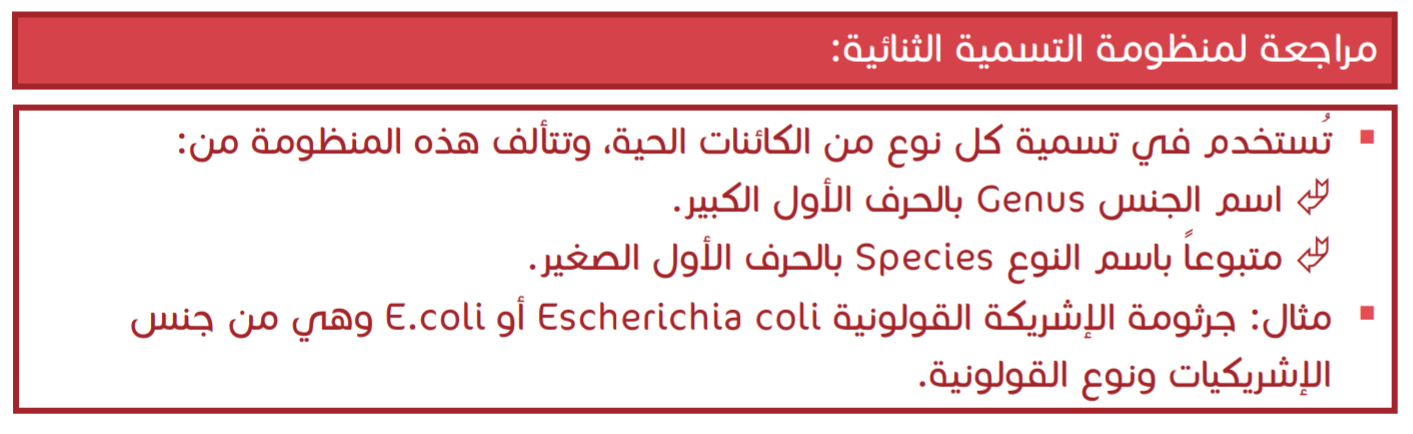 مراجعة لمنظومة التسمية الثنائية:
▪ تُستخدم في تسمية كل نوع من الكائنات الحية، وتتألف هذه المنظومة من:
اسم الجنس Genus بالحرف الأول الكبير.
متبوعاً باسم النوع Species بالحرف الأول الصغير.
▪ مثال: جرثومة الإشريكة القولونية Escherichia coli أو E.coli وهي من جنس
الإشريكيات ونوع القولونية.